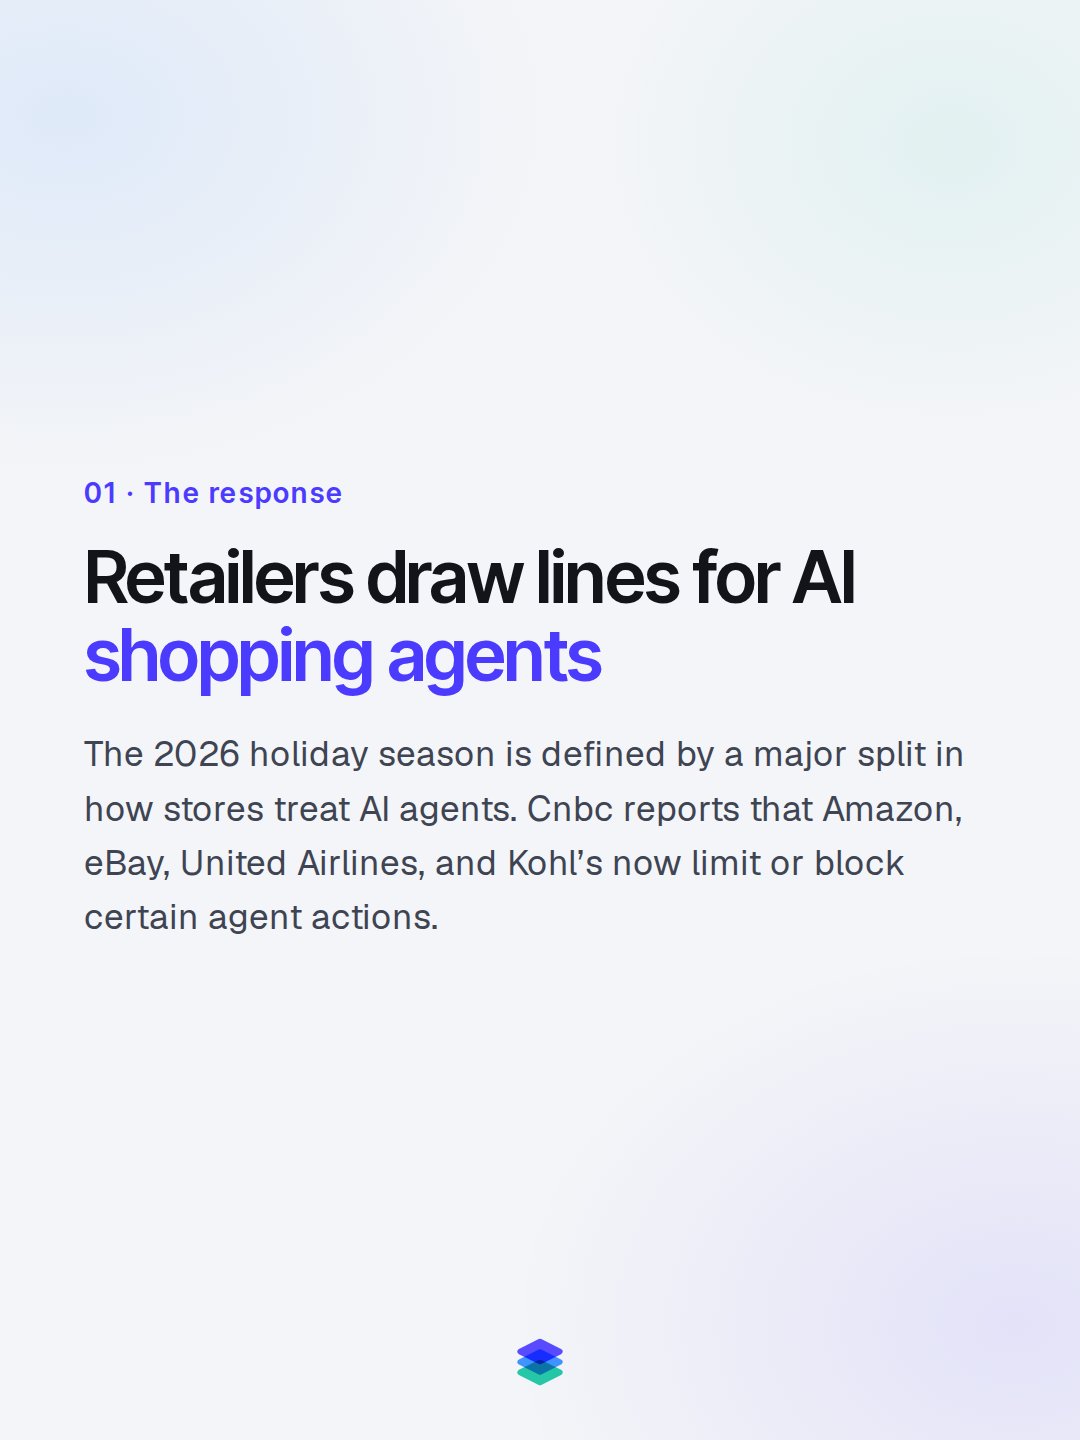 01 · The response
Retailers draw lines for AI
shopping agents
The 2026 holiday season is defined by a major split in
how stores treat AI agents. Cnbc reports that Amazon,
eBay, United Airlines, and Kohl’s now limit or block
certain agent actions.